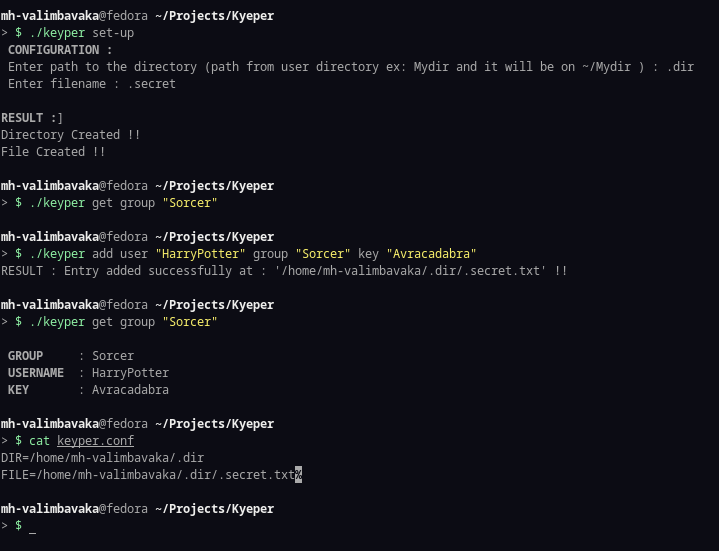 mh-valimbavaka@fedora ~/Projects/Kyeper
> $ ./keyper set-up
CONFIGURATION :
Enter path to the directory (path from user directory ex: Mydir and it will be on ~/Mydir ) : .dir
Enter filename : .secret
RESULT :]
Directory Created !!
File Created !!
mh-valimbavaka@fedora ~/Projects/Kyeper
> $ ./keyper get group "Sorcer"
mh-valimbavaka@fedora ~/Projects/Kyeper
> $ ./keyper add user "HarryPotter" group "Sorcer" key "Avracadabra"
RESULT : Entry added successfully at : '/home/mh-valimbavaka/.dir/.secret.txt' !!
mh-valimbavaka@fedora ~/Projects/Kyeper
> $ ./keyper get group "Sorcer"
GROUP : Sorcer
USERNAME : HarryPotter
KEY : Avracadabra
mh-valimbavaka@fedora ~/Projects/Kyeper
> $ cat keyper.conf
DIR=/home/mh-valimbavaka/.dir
FILE=/home/mh-valimbavaka/.dir/.secret.txt%
mh-valimbavaka@fedora ~/Projects/Kyeper
> $ _